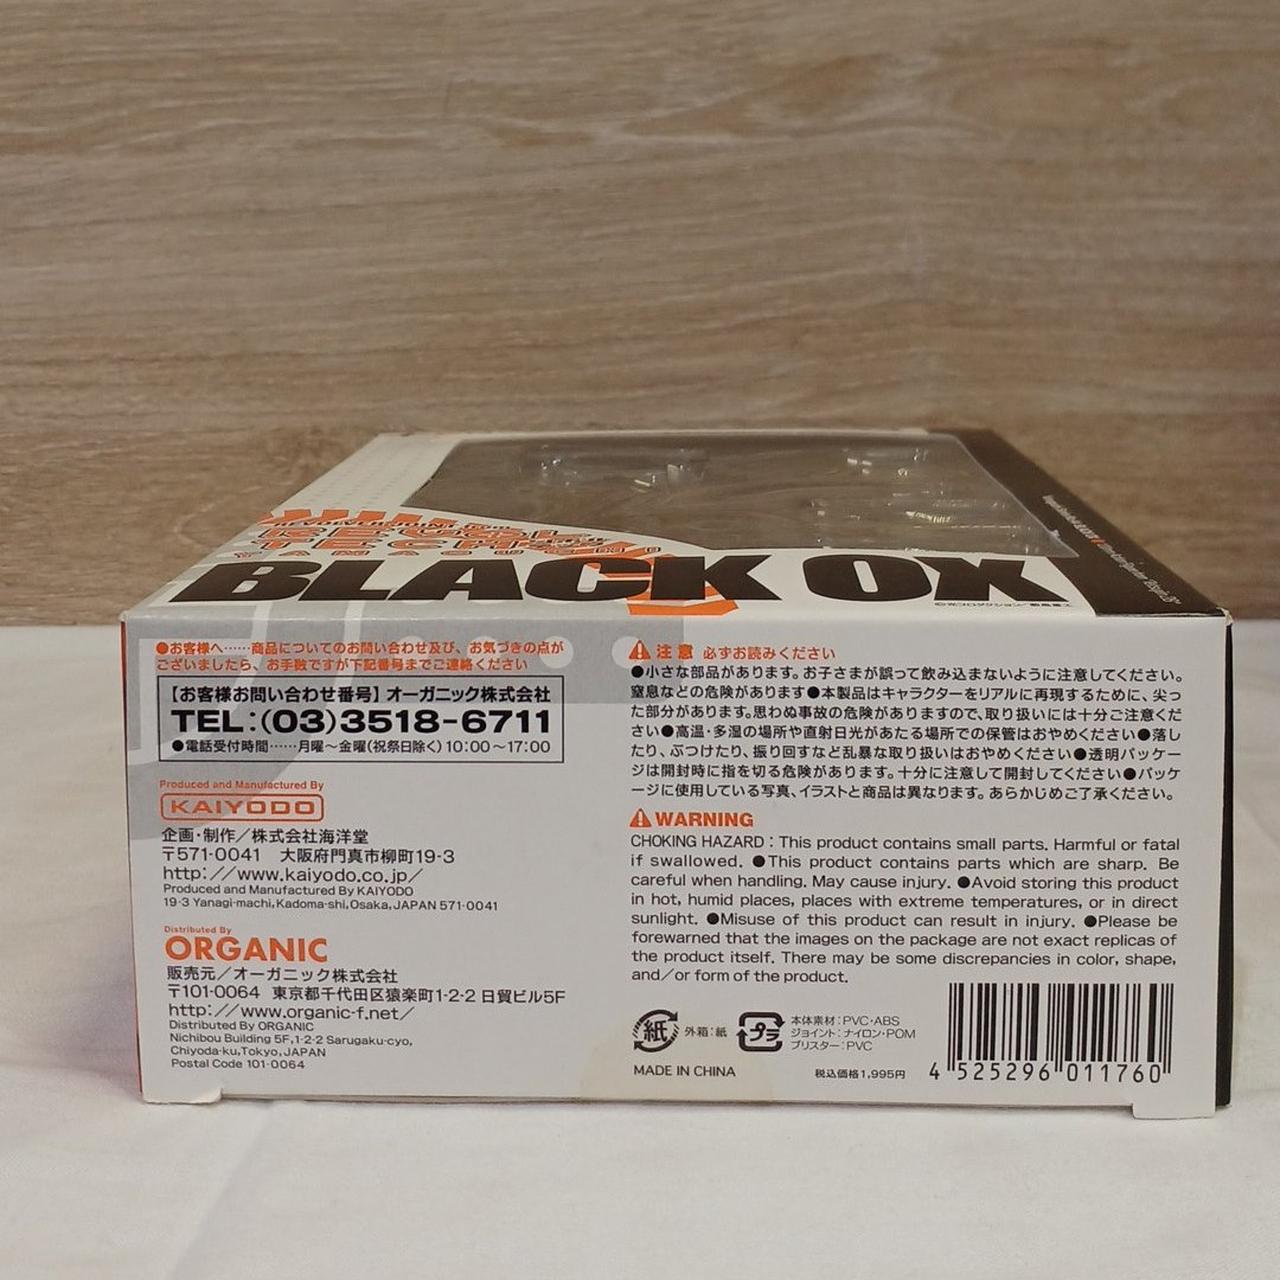 BLACK OX
©光プロダクション/敷島重工
●お客様へ……商品についてのお問い合わせ及び、お気づきの点が
ございましたら、お手数ですが下記番号までご連絡ください
【お客様お問い合わせ番号】オーガニック株式会社
TEL:(03)3518-6711
●電話受付時間……月曜〜金曜(祝祭日除く)10:00〜17:00
Produced and Manufactured By
KAIYODO
企画・制作/株式会社海洋堂
〒571-0041 大阪府門真市柳町19-3
http://www.kaiyodo.co.jp/
Produced and Manufactured By KAIYODO
19-3 Yanagi-machi,Kadoma-shi,Osaka,JAPAN 571-0041
Distributed By
ORGANIC
販売元/オーガニック株式会社
〒101-0064 東京都千代田区猿楽町1-2-2 日貿ビル5F
http://www.organic-f.net/
Distributed By ORGANIC
Nichibou Building 5F,1-2-2 Sarugaku-cyo,
Chiyoda-ku,Tokyo,JAPAN
Postal Code 101-0064
注意 必ずお読みください
●小さな部品があります。お子さまが誤って飲み込まないように注意してください。
窒息などの危険があります●本製品はキャラクターをリアルに再現するために、尖っ
た部分があります。思わぬ事故の危険がありますので、取り扱いには十分ご注意くだ
さい●高温・多湿の場所や直射日光があたる場所での保管はおやめください●落し
たり、ぶつけたり、振り回すなど乱暴な取り扱いはおやめください●透明パッケー
ジは開封時に指を切る危険があります。十分に注意して開封してください●パッケ
ージに使用している写真、イラストと商品は異なります。あらかじめご了承ください。
WARNING
CHOKING HAZARD : This product contains small parts. Harmful or fatal
if swallowed. ●This product contains parts which are sharp. Be
careful when handling. May cause injury. ●Avoid storing this product
in hot, humid places, places with extreme temperatures, or in direct
sunlight. ●Misuse of this product can result in injury. ●Please be
forewarned that the images on the package are not exact replicas of
the product itself. There may be some discrepancies in color, shape,
and/or form of the product.
紙 外箱:紙
プラ 本体素材:PVC・ABS
ジョイント:ナイロン・POM
ブリスター:PVC
MADE IN CHINA
税込価格1,995円
4 525296 011760